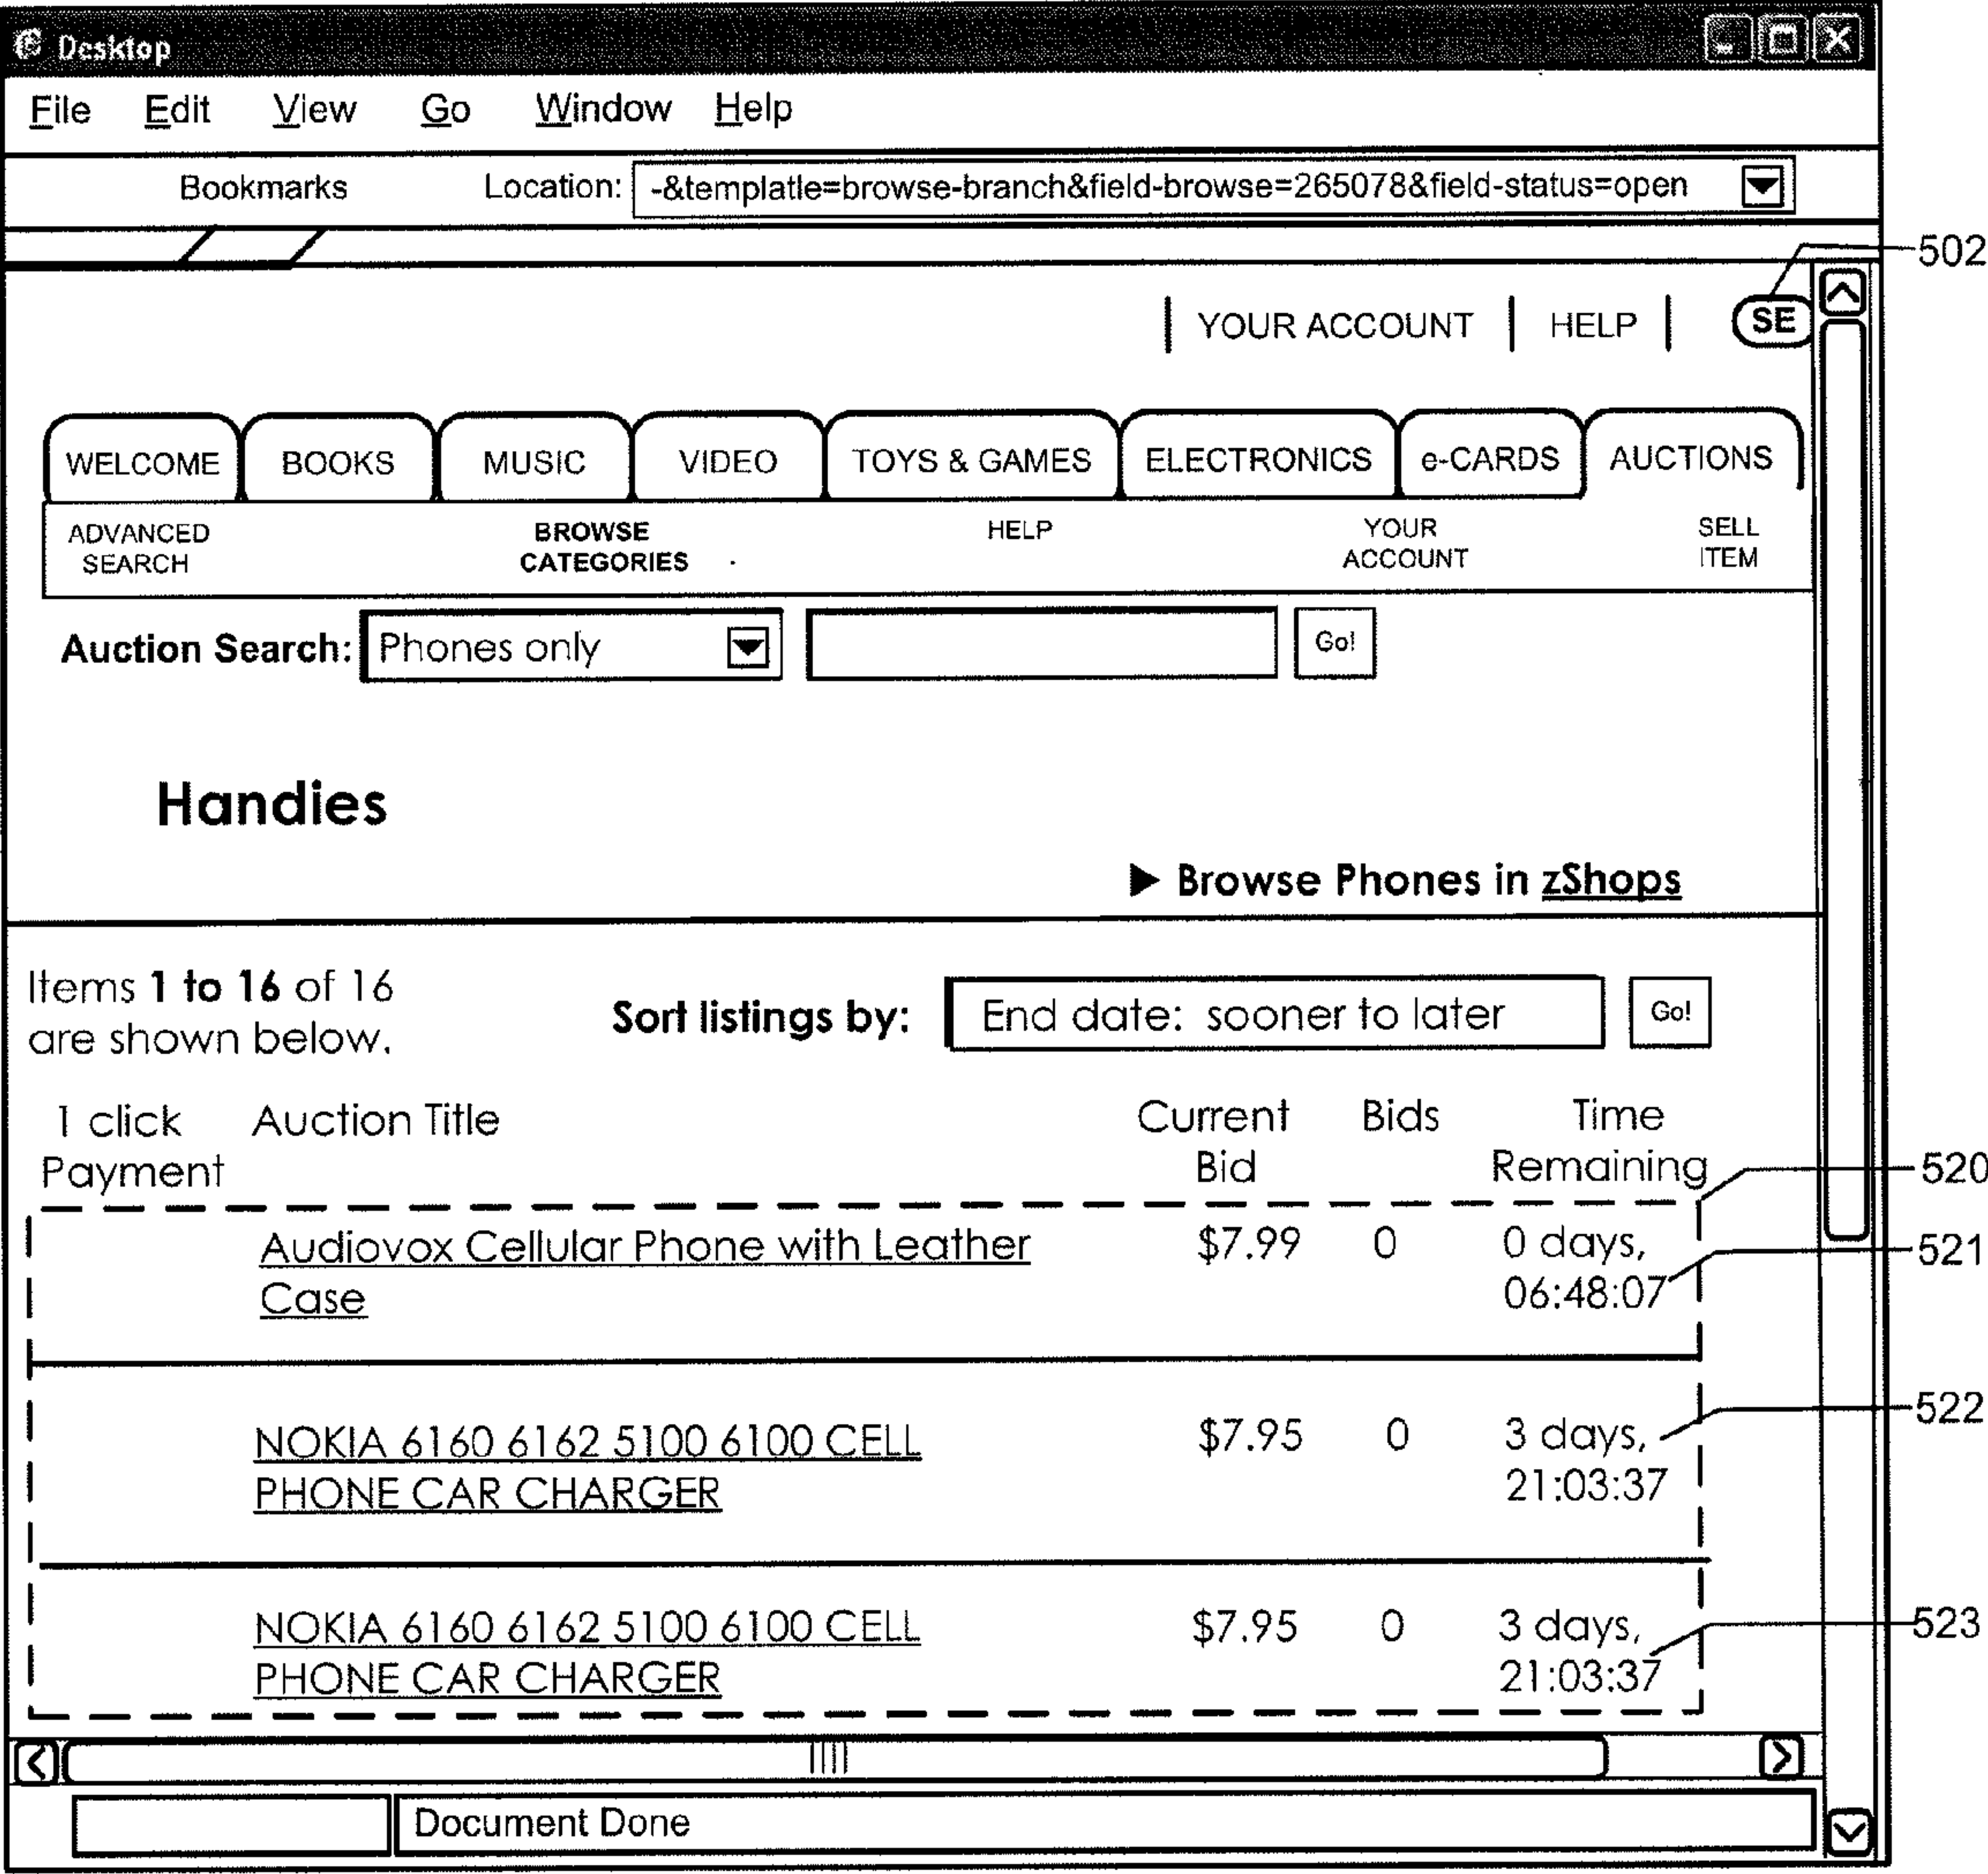 Desktop
File Edit View Go Window Help
Bookmarks Location: -&templatle=browse-branch&field-browse=265078&field-status=open
502
YOUR ACCOUNT HELP SE
WELCOME BOOKS MUSIC VIDEO TOYS & GAMES ELECTRONICS e-CARDS AUCTIONS
ADVANCED BROWSE HELP YOUR SELL
SEARCH CATEGORIES ACCOUNT ITEM
Auction Search: Phones only Go!
Handies
Browse Phones in zShops
Items 1 to 16 of 16
are shown below.
Sort listings by: End date: sooner to later Go!
1 click Auction Title Current Bids Time
Payment Bid Remaining
520
Audiovox Cellular Phone with Leather $7.99 0 0 days,
521
Case 06:48:07
522
NOKIA 6160 6162 5100 6100 CELL $7.95 0 3 days,
PHONE CAR CHARGER 21:03:37
NOKIA 6160 6162 5100 6100 CELL $7.95 0 3 days,
523
PHONE CAR CHARGER 21:03:37
Document Done